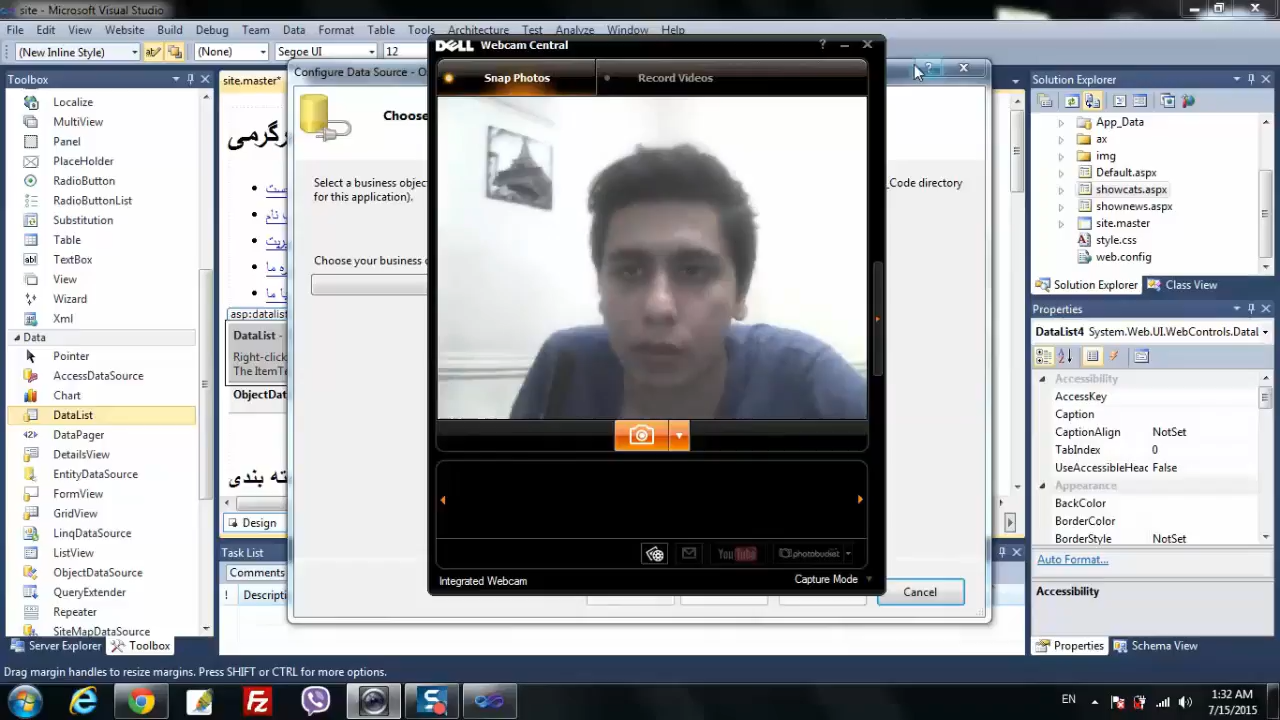 site - Microsoft Visual Studio
File Edit View Website Build Debug Team Format Table Tools Architecture Test Analyze Window Help
(New Inline Style) (None) Segoe UI 12
DELL Webcam Central
Snap Photos Record Videos
Toolbox
Localize
MultiView
Panel
PlaceHolder
RadioButton
RadioButtonList
Substitution
Table
TextBox
View
Wizard
Xml
Data
Pointer
AccessDataSource
Chart
DataList
DataPager
DetailsView
EntityDataSource
FormView
GridView
LinqDataSource
ListView
ObjectDataSource
QueryExtender
Repeater
SiteMapDataSource
Server Explorer Toolbox
site.master*
asp:datalist
DataList -
Right-click
The ItemTe
ObjectDat
ته بندی
Design
Task List
Comments
! Descripti
Configure Data Source - O
Choose
Select a business objec
for this application).
_Code directory
Choose your business o
Cancel
YouTube photobucket
Integrated Webcam Capture Mode
Solution Explorer
App_Data
ax
img
Default.aspx
showcats.aspx
shownews.aspx
site.master
style.css
web.config
Solution Explorer Class View
Properties
DataList4 System.Web.UI.WebControls.Datal
Accessibility
AccessKey
Caption
CaptionAlign NotSet
TabIndex 0
UseAccessibleHeac False
Appearance
BackColor
BorderColor
BorderStyle NotSet
Auto Format...
Accessibility
Properties Schema View
Drag margin handles to resize margins. Press SHIFT or CTRL for more options.
EN 1:32 AM
7/15/2015